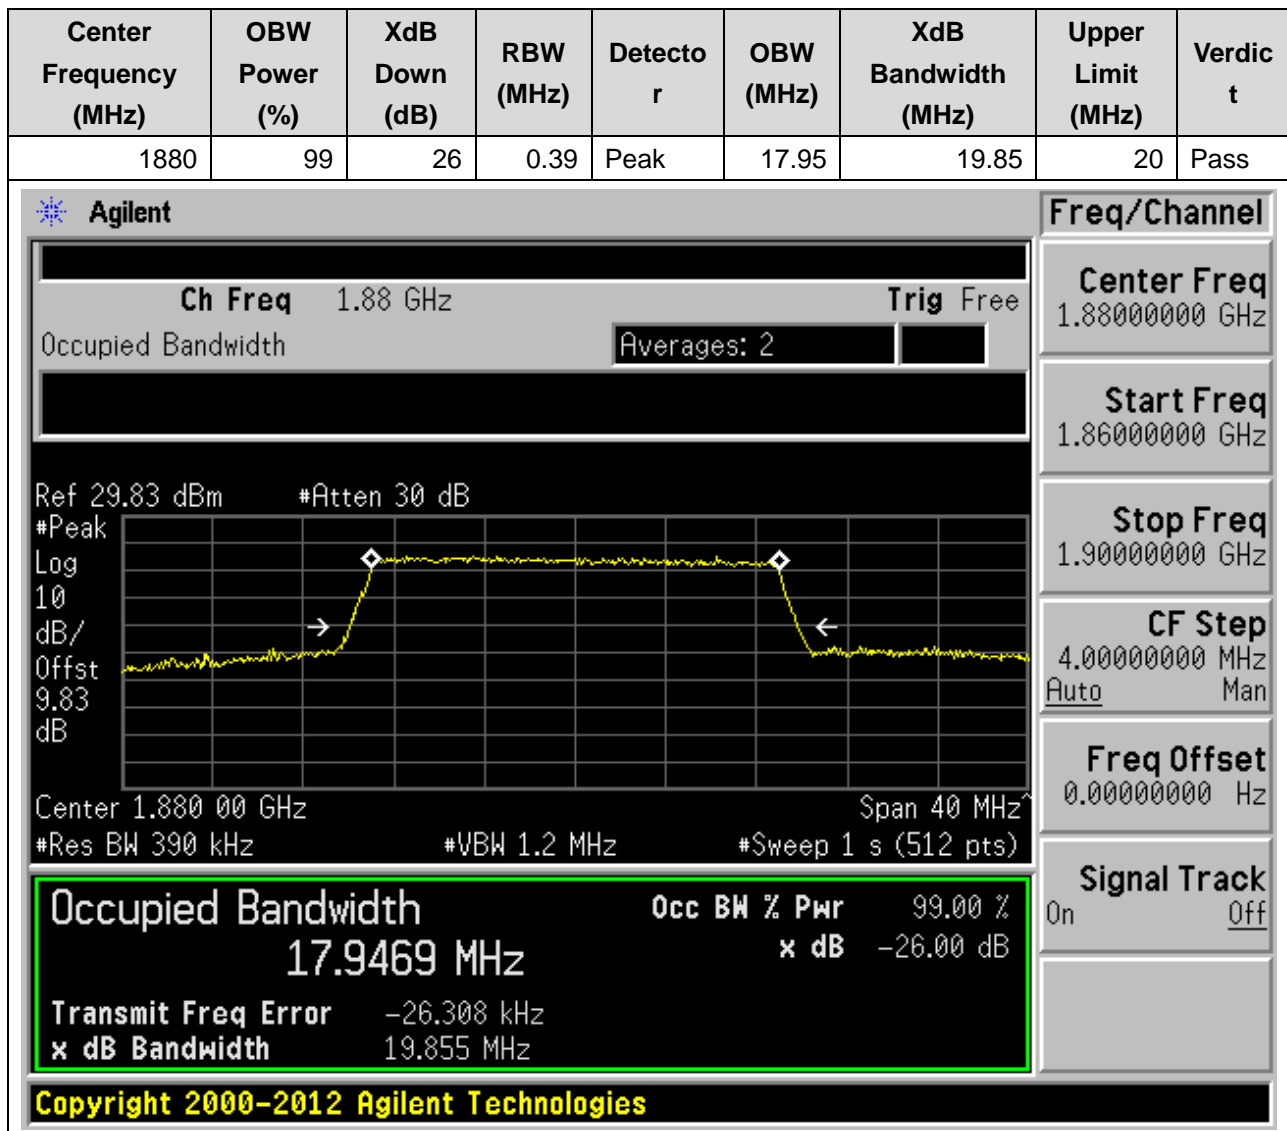 Center Frequency (MHz) OBW Power (%) XdB Down (dB) RBW (MHz) Detecto r OBW (MHz) XdB Bandwidth (MHz) Upper Limit (MHz) Verdic t
1880 99 26 0.39 Peak 17.95 19.85 20 Pass
Agilent
Freq/Channel
Ch Freq 1.88 GHz Trig Free
Occupied Bandwidth Averages: 2
Ref 29.83 dBm #Atten 30 dB
#Peak
Log
10
dB/
Offst
9.83
dB
Center 1.880 00 GHz Span 40 MHz^
#Res BW 390 kHz #VBW 1.2 MHz #Sweep 1 s (512 pts)
Occupied Bandwidth Occ BW % Pwr 99.00 %
17.9469 MHz x dB -26.00 dB
Transmit Freq Error -26.308 kHz
x dB Bandwidth 19.855 MHz
Center Freq
1.88000000 GHz
Start Freq
1.86000000 GHz
Stop Freq
1.90000000 GHz
CF Step
4.00000000 MHz
Auto Man
Freq Offset
0.00000000 Hz
Signal Track
On Off
Copyright 2000-2012 Agilent Technologies